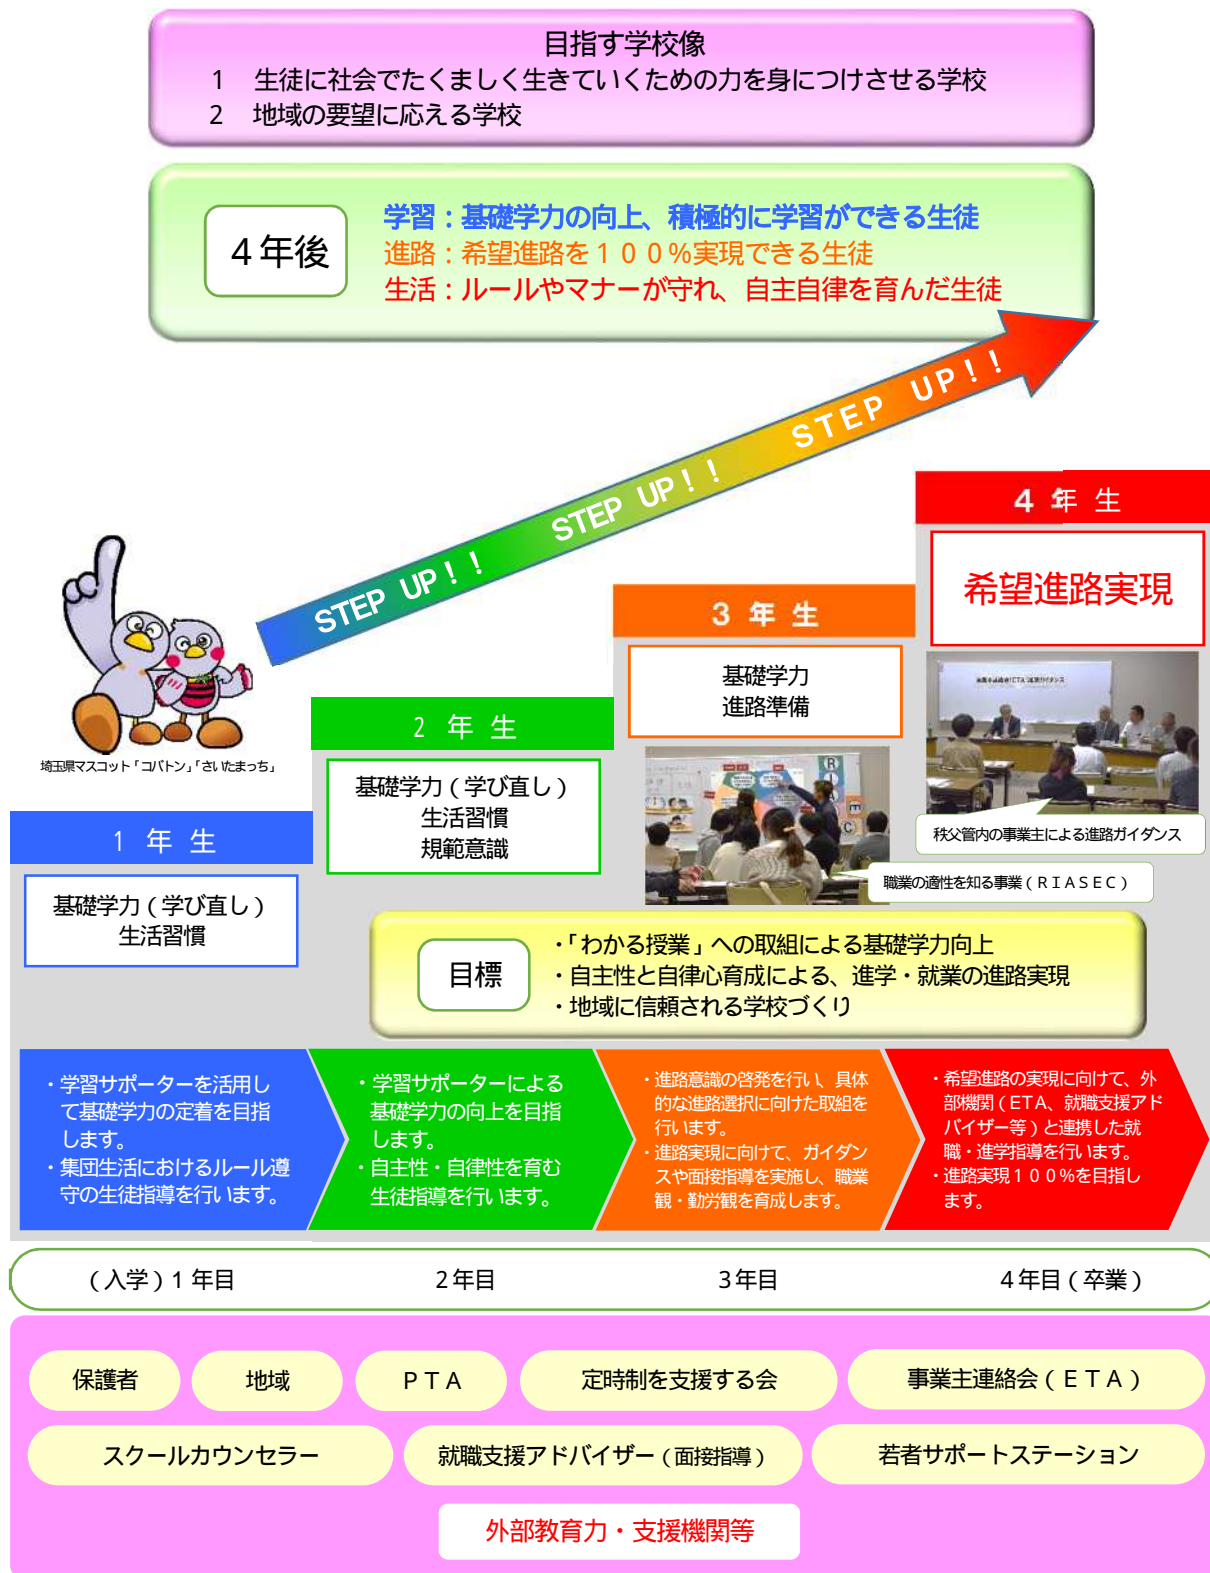 目指す学校像
1　生徒に社会でたくましく生きていくための力を身につけさせる学校
2　地域の要望に応える学校
4年後
学習：基礎学力の向上、積極的に学習ができる生徒
進路：希望進路を１００％実現できる生徒
生活：ルールやマナーが守れ、自主自律を育んだ生徒
STEP UP！！　STEP UP！！　STEP UP！！
4 年 生
希望進路実現
3 年 生
基礎学力
進路準備
2 年 生
基礎学力（学び直し）
生活習慣
規範意識
埼玉県マスコット「コバトン」「さいたまっち」
1 年 生
基礎学力（学び直し）
生活習慣
R
I
A
E
C
秩父管内の事業主による進路ガイダンス
職業の適性を知る事業（ＲＩＡＳＥＣ）
目標
・「わかる授業」への取組による基礎学力向上
・自主性と自律心育成による、進学・就業の進路実現
・地域に信頼される学校づくり
・学習サポーターを活用し
て基礎学力の定着を目指
します。
・集団生活におけるルール遵
守の生徒指導を行います。
・学習サポーターによる
基礎学力の向上を目指
します。
・自主性・自律性を育む
生徒指導を行います。
・進路意識の啓発を行い、具体
的な進路選択に向けた取組を
行います。
・進路実現に向けて、ガイダン
スや面接指導を実施し、職業
観・勤労観を育成します。
・希望進路の実現に向けて、外
部機関（ETA、就職支援アド
バイザー等）と連携した就
職・進学指導を行います。
・進路実現１００％を目指し
ます。
（入学）1 年目
2年目
3年目
4年目（卒業）
保護者
地域
ＰＴＡ
定時制を支援する会
事業主連絡会（ＥＴＡ）
スクールカウンセラー
就職支援アドバイザー（面接指導）
若者サポートステーション
外部教育力・支援機関等